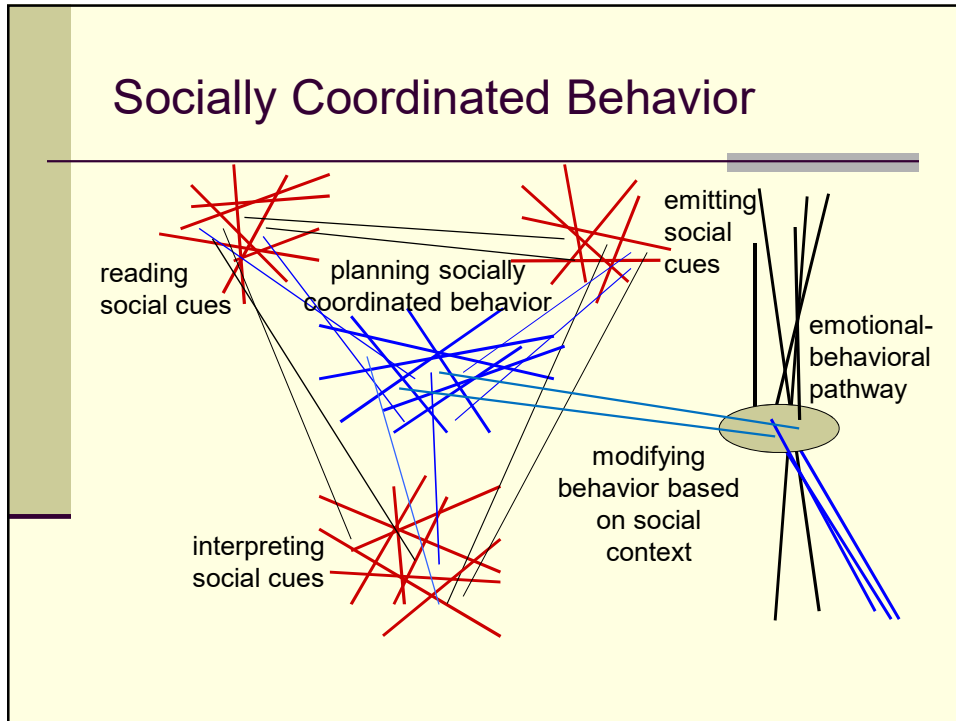 Socially Coordinated Behavior
emitting
social
cues
reading
social cues
planning socially
coordinated behavior
emotional-
behavioral
pathway
modifying
behavior based
on social
context
interpreting
social cues